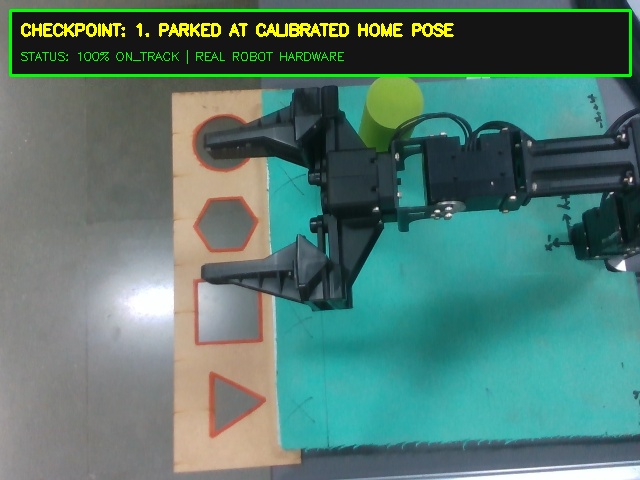 CHECKPOINT: 1. PARKED AT CALIBRATED HOME POSE
STATUS: 100% ON_TRACK | REAL ROBOT HARDWARE